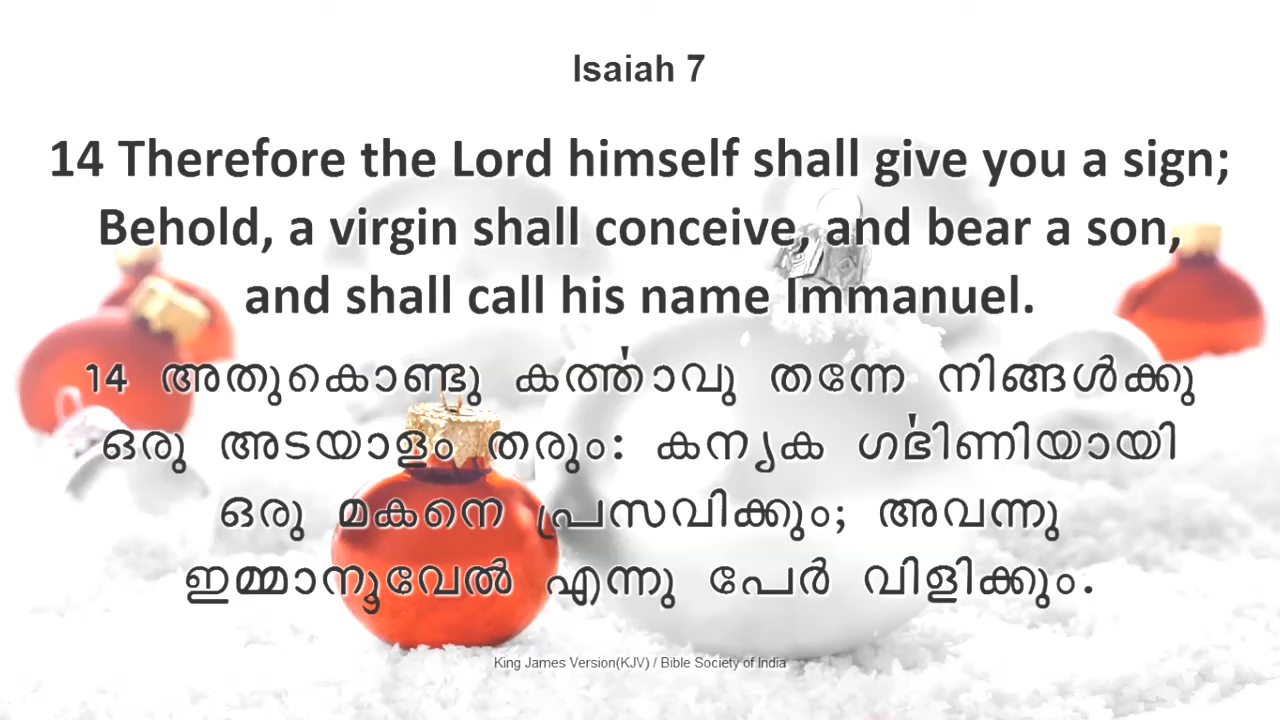 Isaiah 7
14 Therefore the Lord himself shall give you a sign;
Behold, a virgin shall conceive, and bear a son,
and shall call his name Immanuel.
14 അതുകൊണ്ടു കൎത്താവു തന്നേ നിങ്ങൾക്കു
ഒരു അടയാളം തരും: കന്യക ഗൎഭിണിയായി
ഒരു മകനെ പ്രസവിക്കും; അവന്നു
ഇമ്മാനൂവേൽ എന്നു പേർ വിളിക്കും.
King James Version(KJV) / Bible Society of India